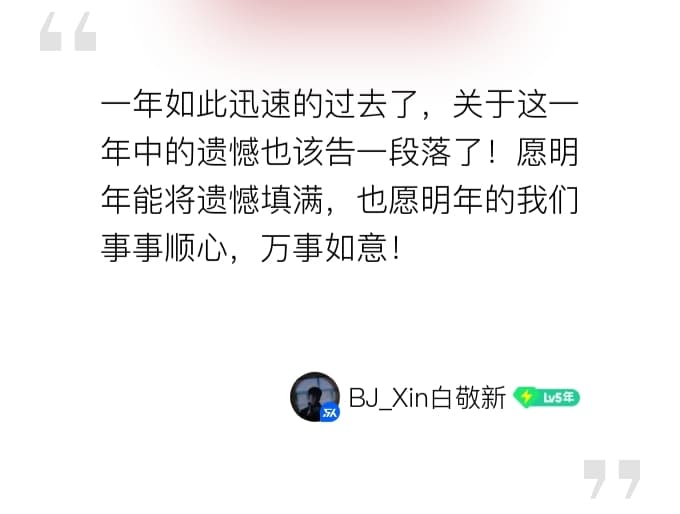 一年如此迅速的过去了，关于这一
年中的遗憾也该告一段落了！愿明
年能将遗憾填满，也愿明年的我们
事事顺心，万事如意！
BJ_Xin白敬新 Lv5年